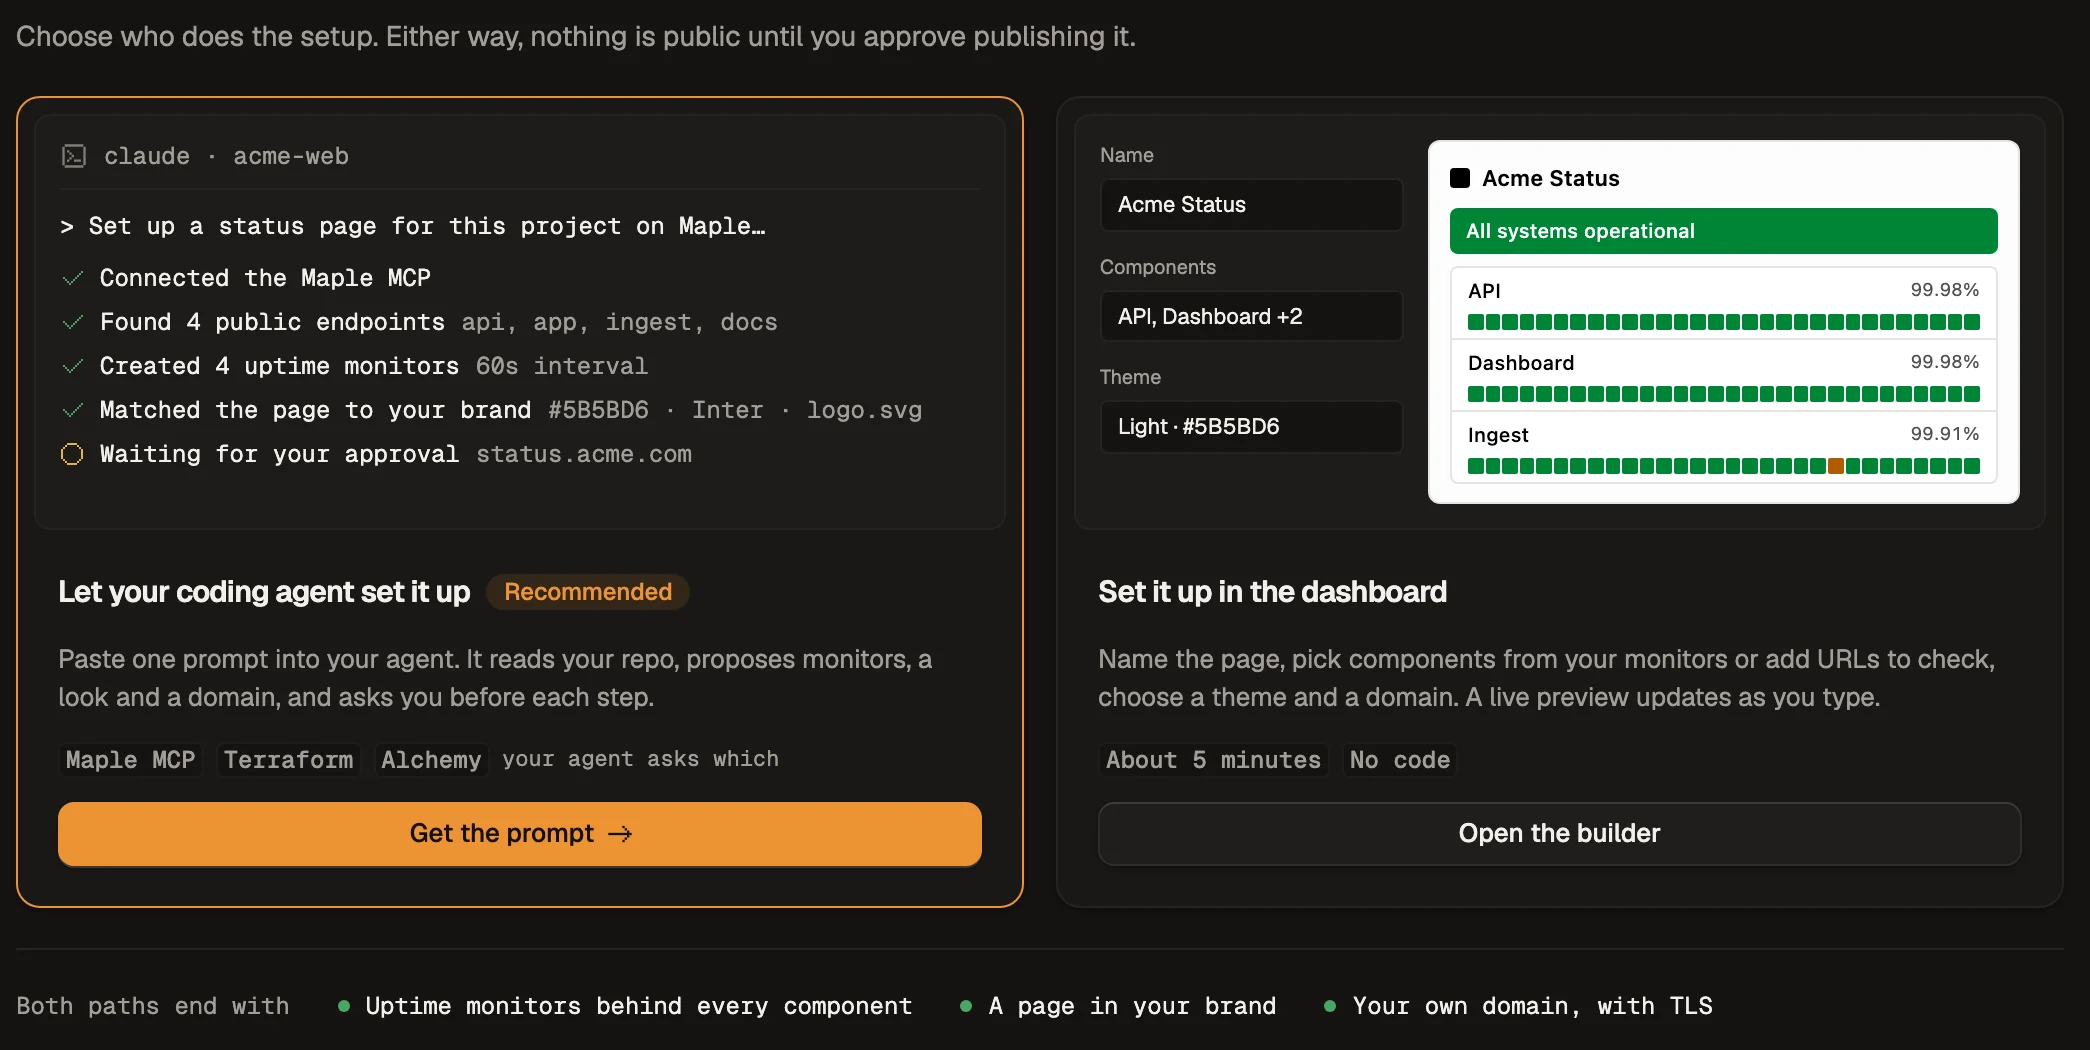 Choose who does the setup. Either way, nothing is public until you approve publishing it.
claude · acme-web
> Set up a status page for this project on Maple…
Connected the Maple MCP
Found 4 public endpoints api, app, ingest, docs
Created 4 uptime monitors 60s interval
Matched the page to your brand #5B5BD6 · Inter · logo.svg
Waiting for your approval status.acme.com
Let your coding agent set it up Recommended
Paste one prompt into your agent. It reads your repo, proposes monitors, a
look and a domain, and asks you before each step.
Maple MCP Terraform Alchemy your agent asks which
Get the prompt →
Name
Acme Status
Components
API, Dashboard +2
Theme
Light · #5B5BD6
Acme Status
All systems operational
API 99.98%
Dashboard 99.98%
Ingest 99.91%
Set it up in the dashboard
Name the page, pick components from your monitors or add URLs to check,
choose a theme and a domain. A live preview updates as you type.
About 5 minutes No code
Open the builder
Both paths end with • Uptime monitors behind every component • A page in your brand • Your own domain, with TLS